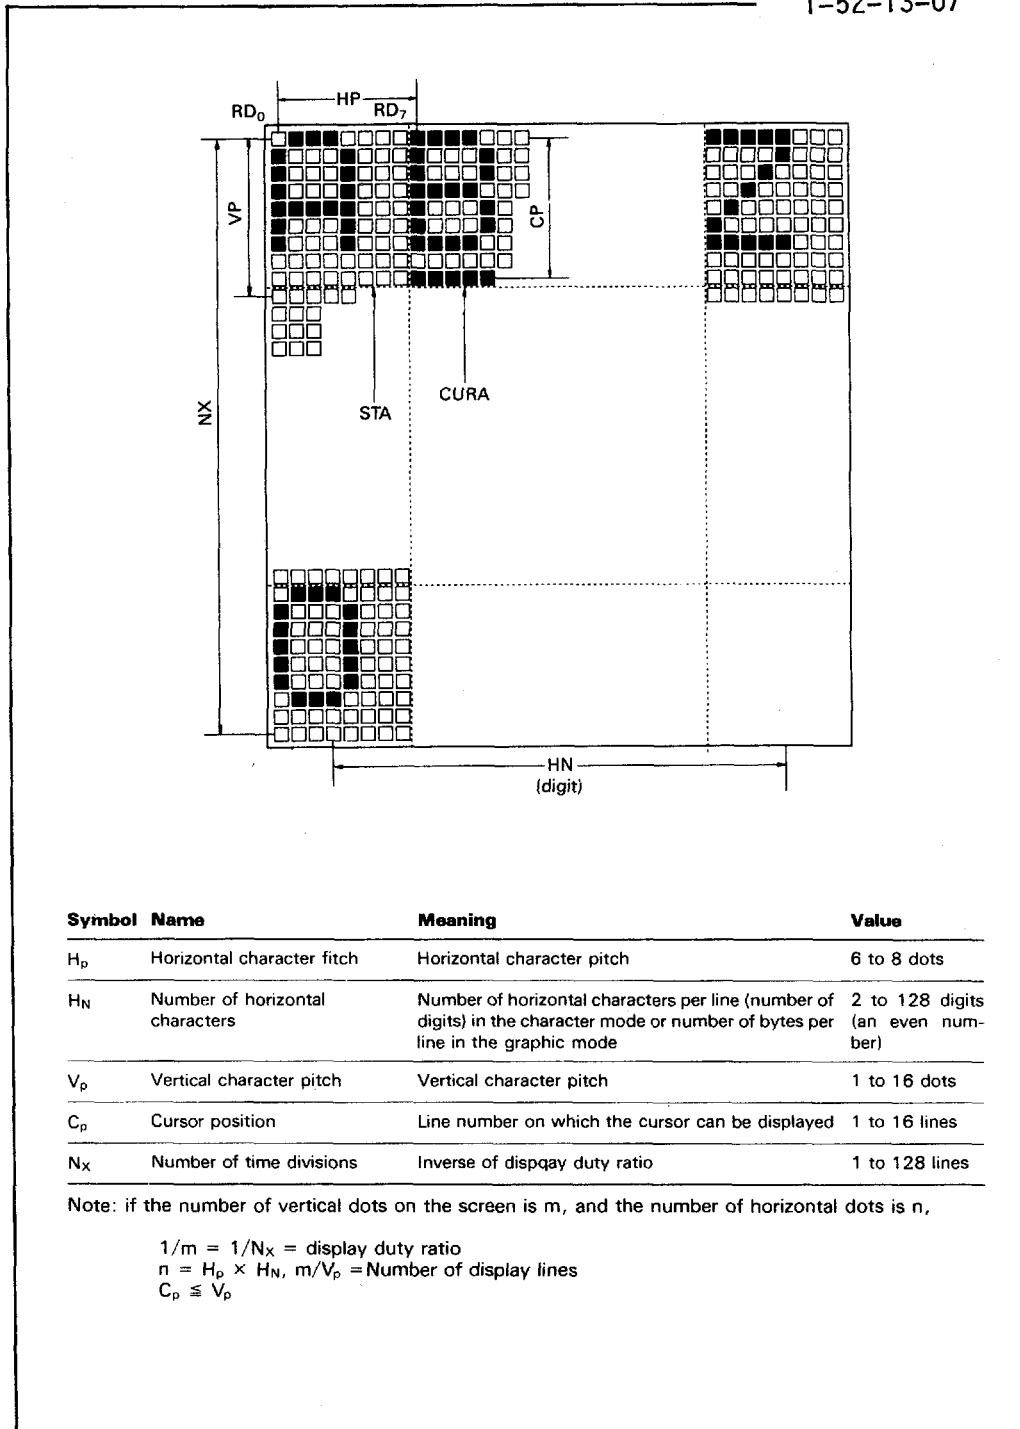 T-52-13-07
HP
RD0 RD7
VP
CP
NX
STA
CURA
HN
(digit)
Symbol Name Meaning Value
Hp Horizontal character fitch Horizontal character pitch 6 to 8 dots
HN Number of horizontal Number of horizontal characters per line (number of 2 to 128 digits
characters digits) in the character mode or number of bytes per (an even num-
line in the graphic mode ber)
Vp Vertical character pitch Vertical character pitch 1 to 16 dots
Cp Cursor position Line number on which the cursor can be displayed 1 to 16 lines
NX Number of time divisions Inverse of dispqay duty ratio 1 to 128 lines
Note: if the number of vertical dots on the screen is m, and the number of horizontal dots is n,
1/m = 1/NX = display duty ratio
n = Hp × HN, m/Vp = Number of display lines
Cp ≦ Vp